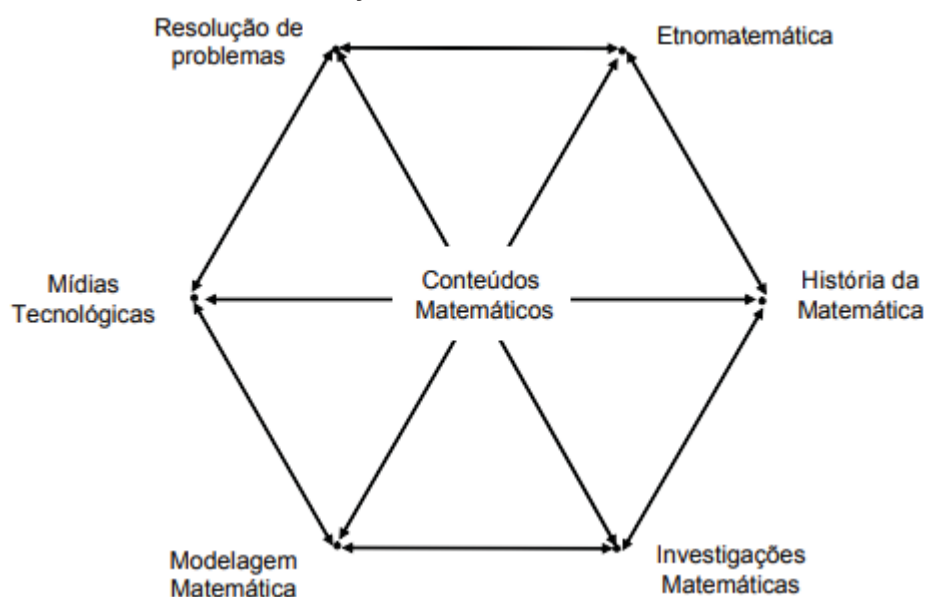 Resolução de
problemas
Etnomatemática
Mídias
Tecnológicas
Conteúdos
Matemáticos
História da
Matemática
Modelagem
Matemática
Investigações
Matemáticas